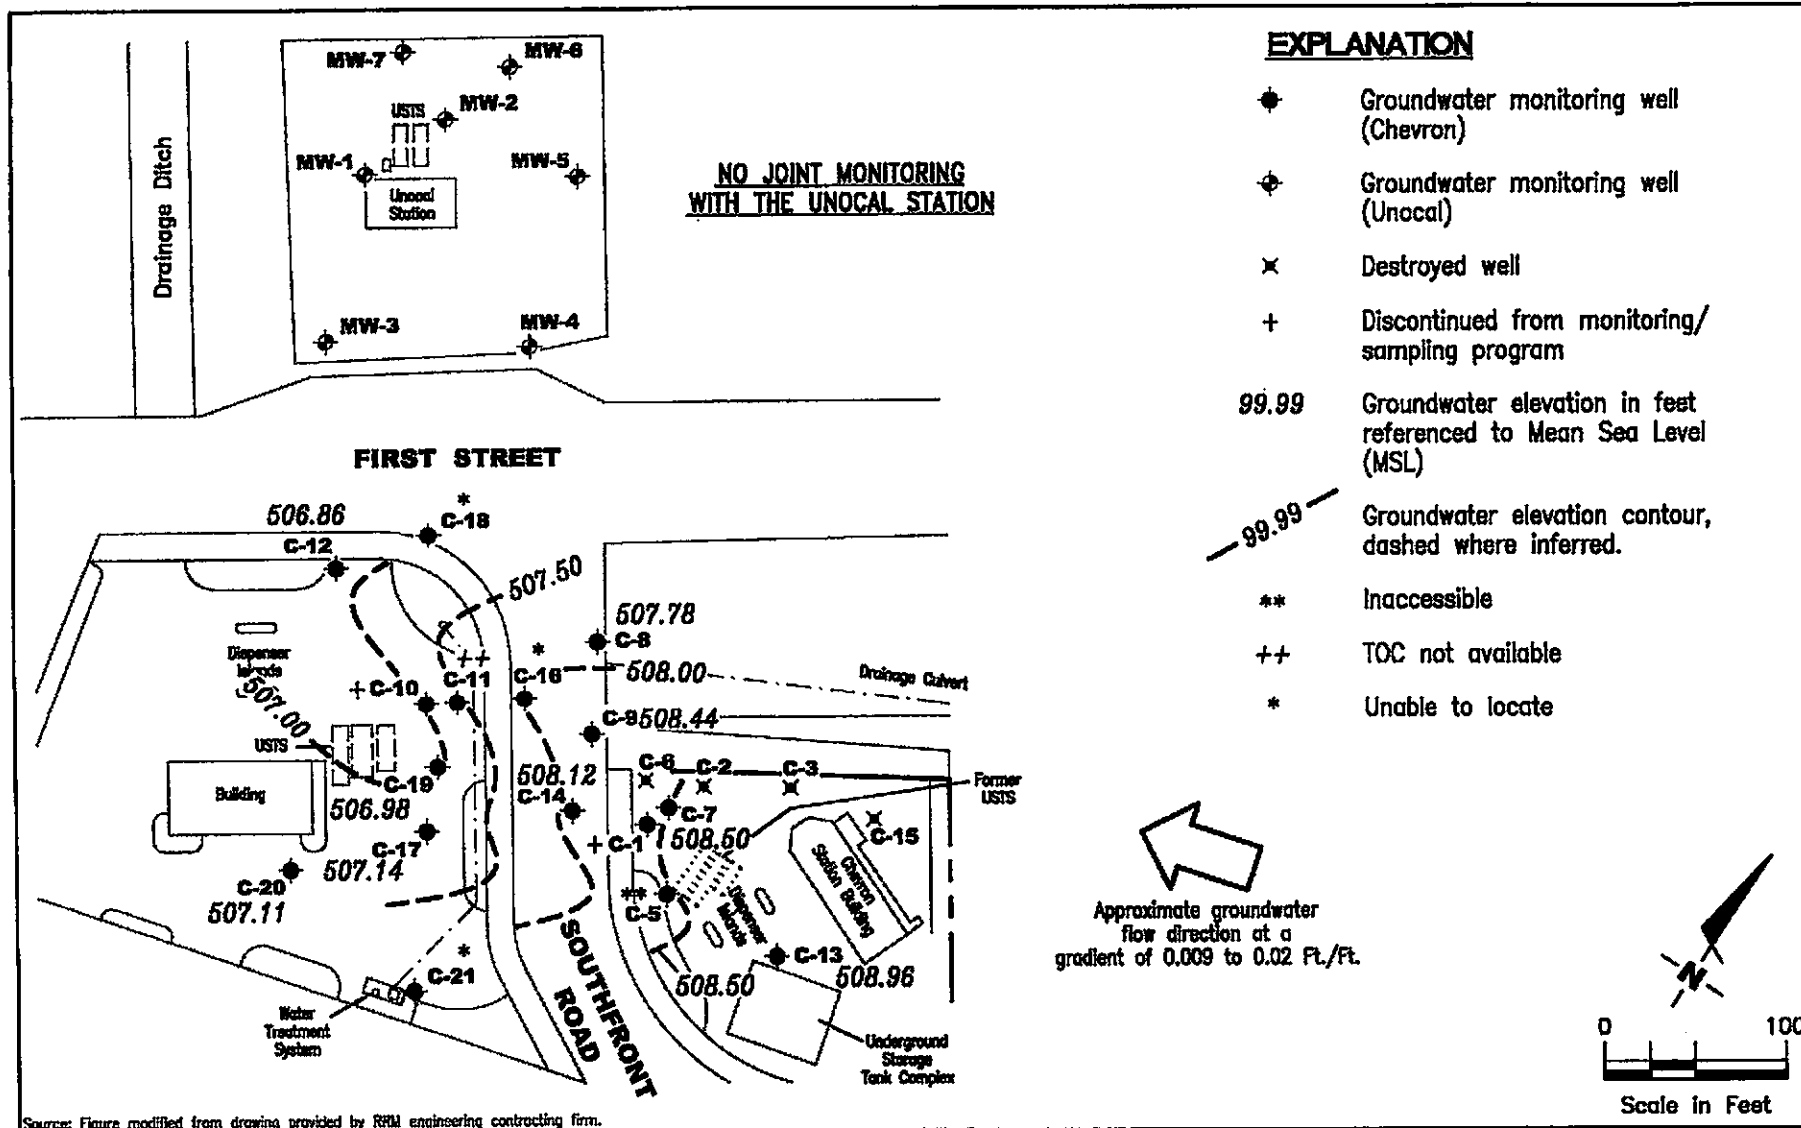 MW-7
MW-6
USTS
MW-2
MW-1
MW-5
Unocal
Station
Drainage Ditch
MW-3
MW-4
NO JOINT MONITORING
WITH THE UNOCAL STATION
FIRST STREET
506.86
*
C-18
C-12
507.50
507.78
C-8
Dispenser
Islands
++
*
C-16
508.00
Drainage Culvert
C-10
C-11
507.00
C-9
508.44
USTS
C-19
506.98
Building
508.12
C-14
C-6
C-2
C-3
Former
USTS
C-7
C-17
507.14
C-1
508.50
C-15
C-20
507.11
**
C-5
Dispenser
Islands
Chevron
Station Building
*
C-21
C-13
508.96
508.50
SOUTHFRONT
ROAD
Water
Treatment
System
Underground
Storage
Tank Complex
Source: Figure modified from drawing provided by RRM engineering contracting firm.
EXPLANATION
Groundwater monitoring well
(Chevron)
Groundwater monitoring well
(Unocal)
Destroyed well
Discontinued from monitoring/
sampling program
99.99 Groundwater elevation in feet
referenced to Mean Sea Level
(MSL)
99.99 Groundwater elevation contour,
dashed where inferred.
** Inaccessible
++ TOC not available
* Unable to locate
Approximate groundwater
flow direction at a
gradient of 0.009 to 0.02 Ft./Ft.
N
0 100
Scale in Feet